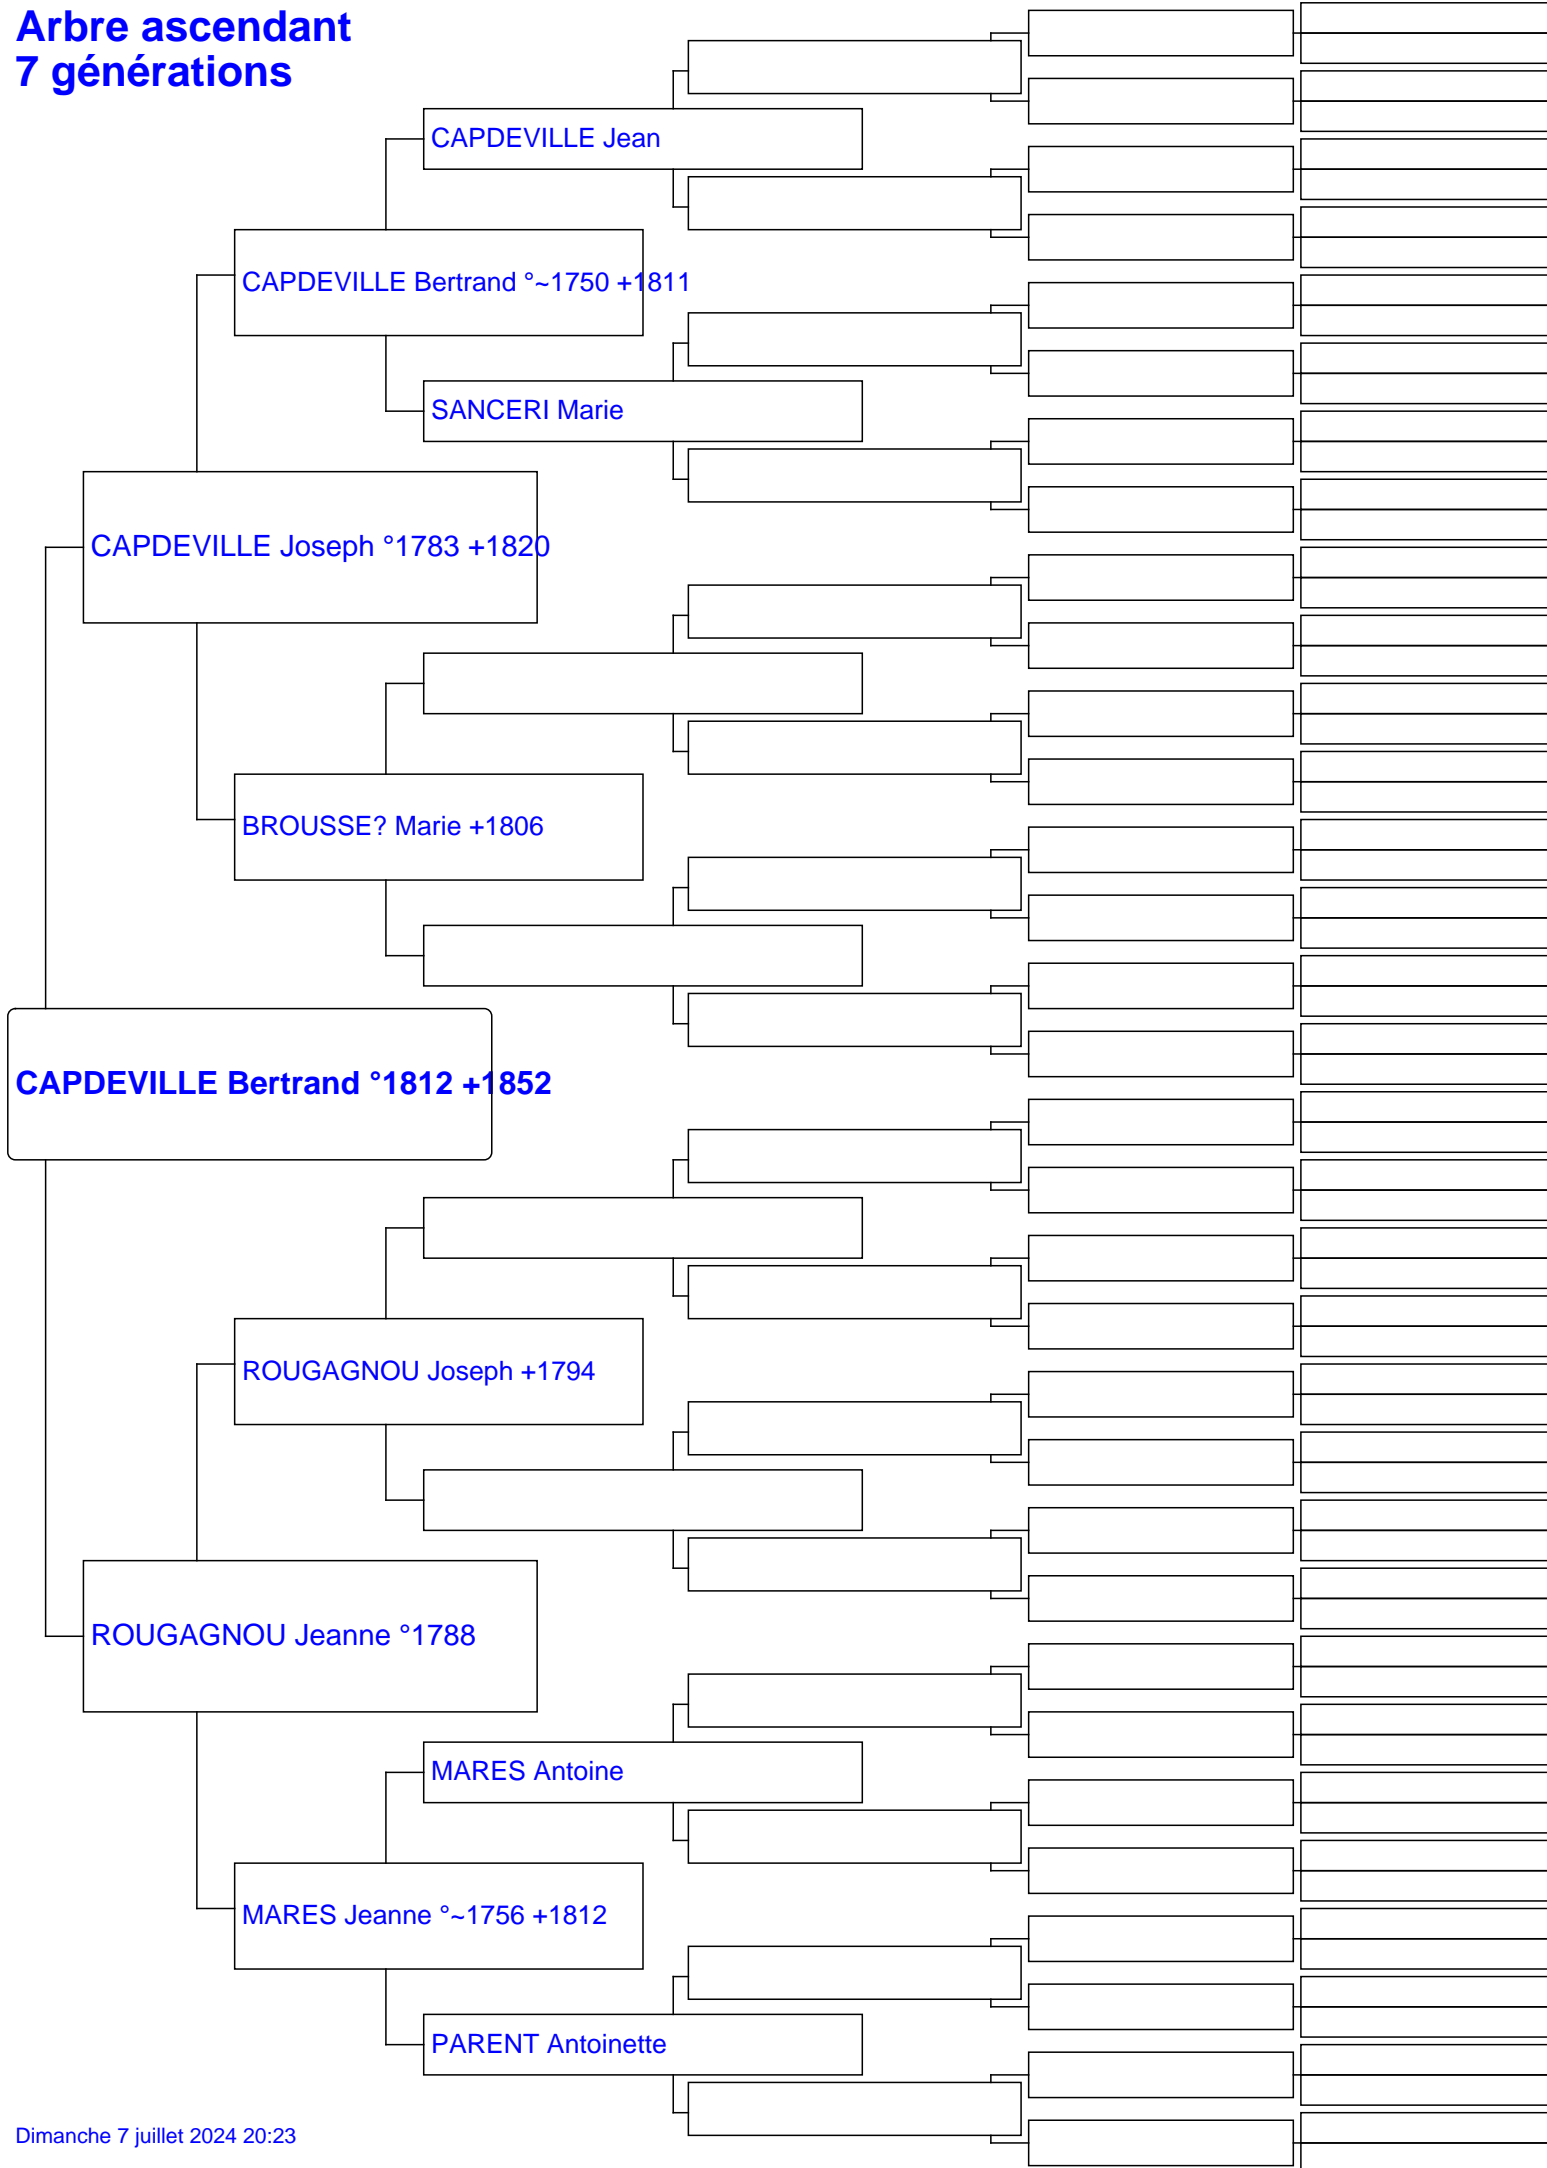 Arbre ascendant
7 générations
CAPDEVILLE Jean
CAPDEVILLE Bertrand °~1750 +1811
SANCERI Marie
CAPDEVILLE Joseph °1783 +1820
BROUSSE? Marie +1806
CAPDEVILLE Bertrand °1812 +1852
ROUGAGNOU Joseph +1794
ROUGAGNOU Jeanne °1788
MARES Antoine
MARES Jeanne °~1756 +1812
PARENT Antoinette
Dimanche 7 juillet 2024 20:23